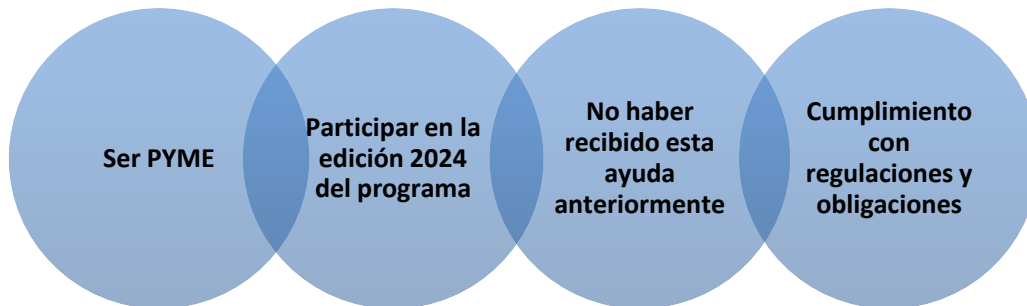 Ser PYME
Participar en la
edición 2024
del programa
No haber
recibido esta
ayuda
anteriormente
Cumplimiento
con
regulaciones y
obligaciones